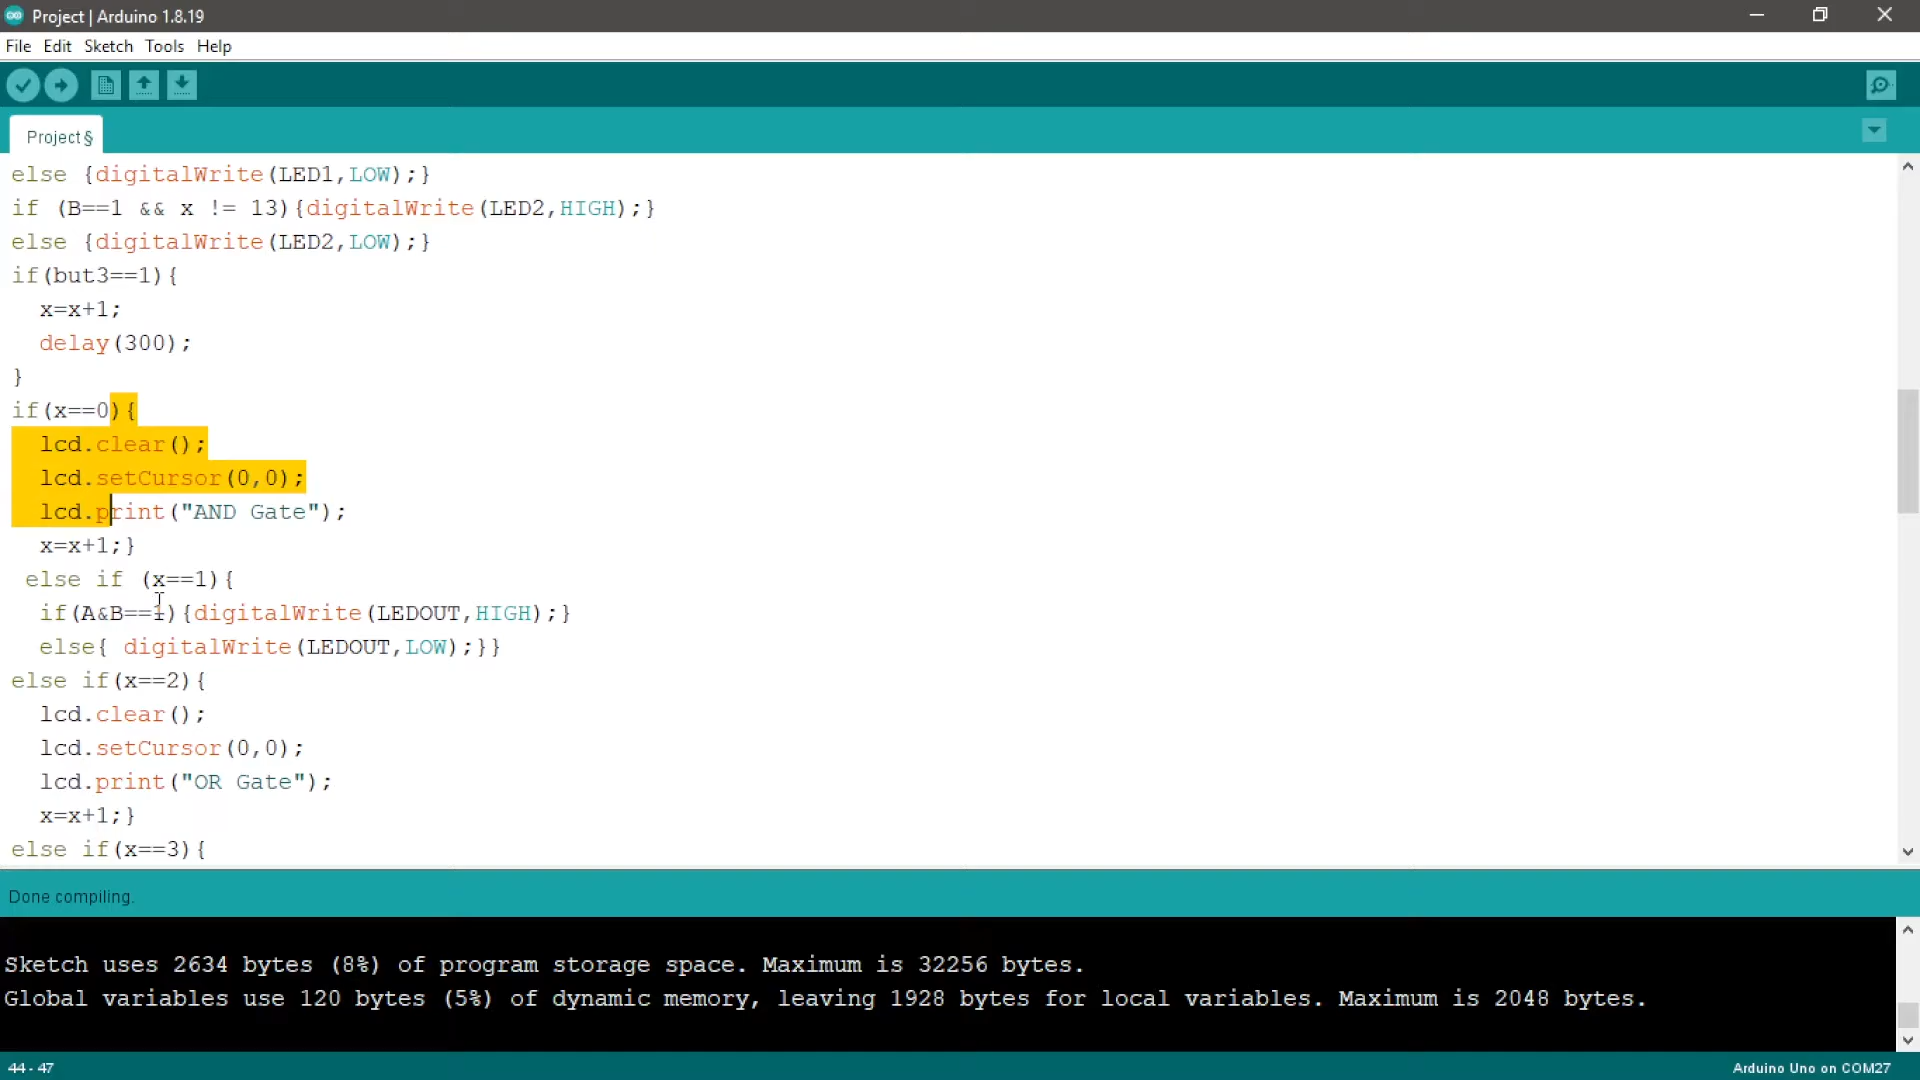 Project | Arduino 1.8.19
File Edit Sketch Tools Help
Project §
else {digitalWrite(LED1,LOW);}
if (B==1 && x != 13){digitalWrite(LED2,HIGH);}
else {digitalWrite(LED2,LOW);}
if(but3==1){
  x=x+1;
  delay(300);
}
if(x==0){
  lcd.clear();
  lcd.setCursor(0,0);
  lcd.print("AND Gate");
  x=x+1;}
 else if (x==1){
  if(A&B==1){digitalWrite(LEDOUT,HIGH);}
  else{ digitalWrite(LEDOUT,LOW);}}
else if(x==2){
  lcd.clear();
  lcd.setCursor(0,0);
  lcd.print("OR Gate");
  x=x+1;}
else if(x==3){
Done compiling.
Sketch uses 2634 bytes (8%) of program storage space. Maximum is 32256 bytes.
Global variables use 120 bytes (5%) of dynamic memory, leaving 1928 bytes for local variables. Maximum is 2048 bytes.
44 - 47
Arduino Uno on COM27